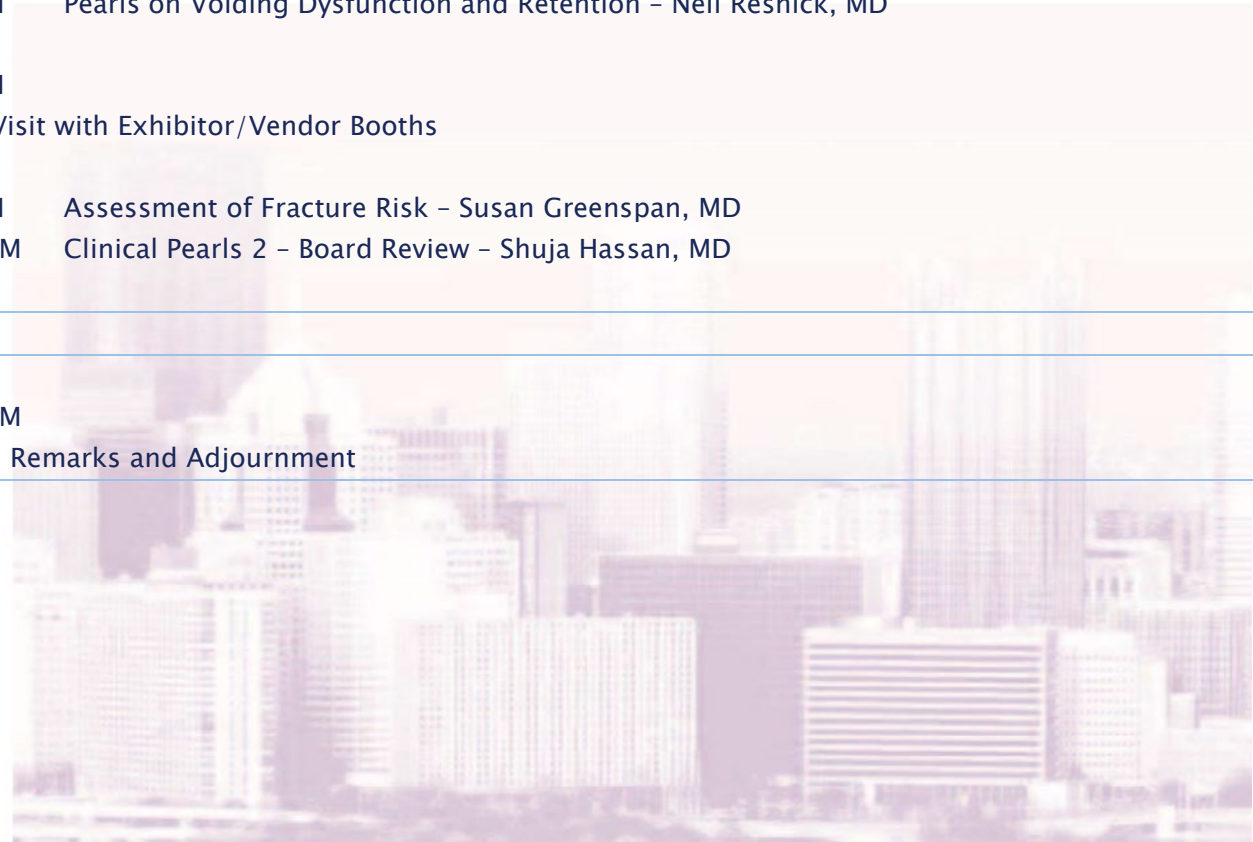 Pearls on Voiding Dysfunction and Retention – Neil Resnick, MD
Visit with Exhibitor/Vendor Booths
Assessment of Fracture Risk – Susan Greenspan, MD
M Clinical Pearls 2 – Board Review – Shuja Hassan, MD
M
Remarks and Adjournment